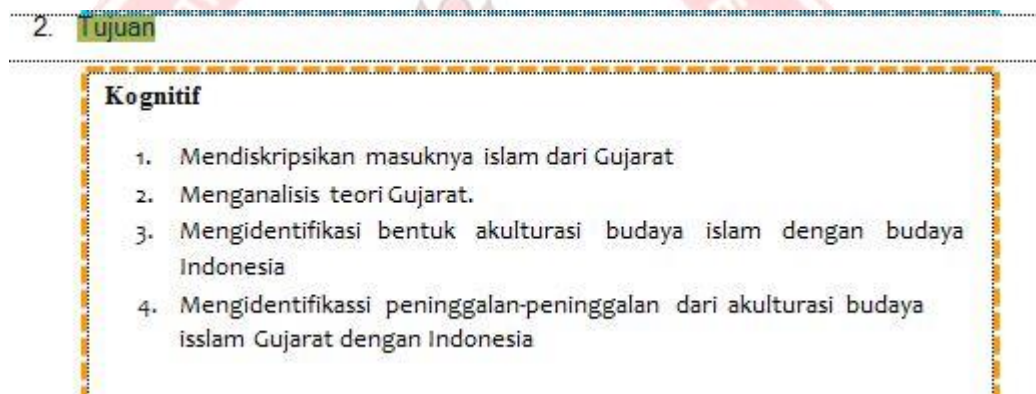 2. Tujuan
Kognitif
1. Mendiskripsikan masuknya islam dari Gujarat
2. Menganalisis teori Gujarat.
3. Mengidentifikasi bentuk akulturasi budaya islam dengan budaya
Indonesia
4. Mengidentifikassi peninggalan-peninggalan dari akulturasi budaya
isslam Gujarat dengan Indonesia